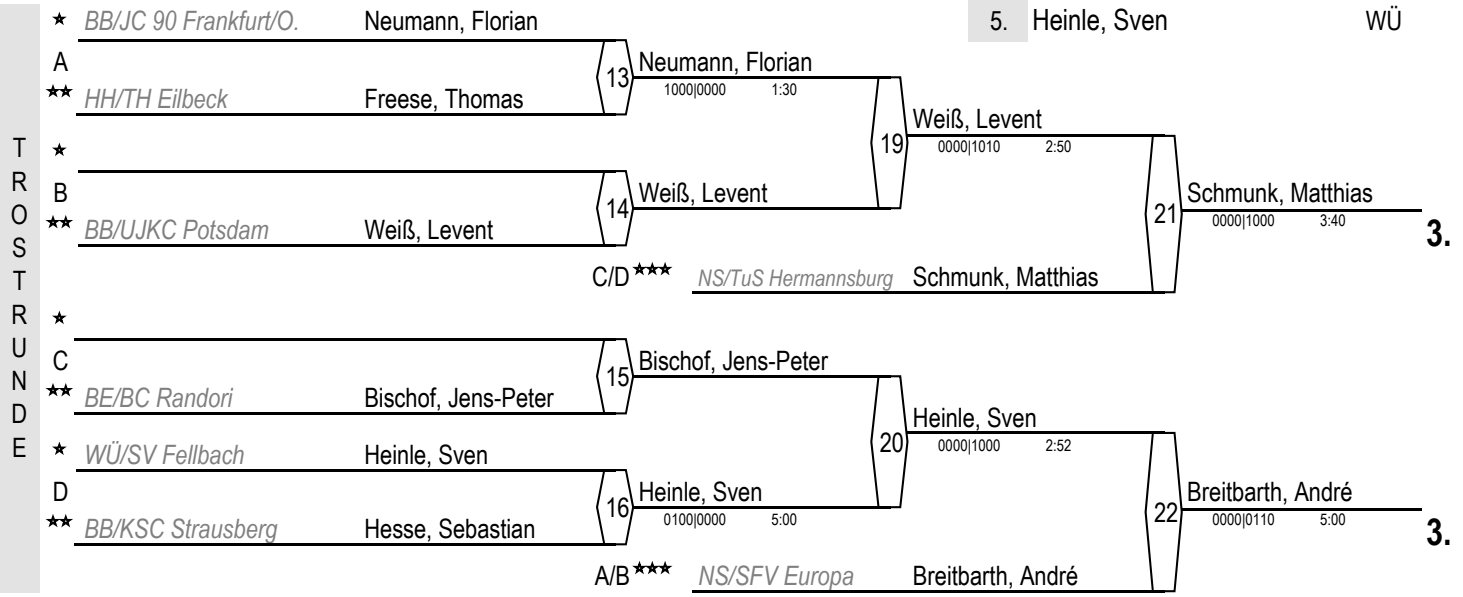 ★ BB/JC 90 Frankfurt/O. Neumann, Florian
5. Heinle, Sven WÜ
A
13 Neumann, Florian
1000|0000 1:30
★★ HH/TH Eilbeck Freese, Thomas
TROSTRUNDE
★
19 Weiß, Levent
0000|1010 2:50
B
14 Weiß, Levent
★★ BB/UJKC Potsdam Weiß, Levent
21 Schmunk, Matthias
0000|1000 3:40
3.
C/D ★★★ NS/TuS Hermannsburg Schmunk, Matthias
★
C
15 Bischof, Jens-Peter
★★ BE/BC Randori Bischof, Jens-Peter
20 Heinle, Sven
0000|1000 2:52
★ WÜ/SV Fellbach Heinle, Sven
D
16 Heinle, Sven
0100|0000 5:00
★★ BB/KSC Strausberg Hesse, Sebastian
22 Breitbarth, André
0000|0110 5:00
3.
A/B ★★★ NS/SFV Europa Breitbarth, André